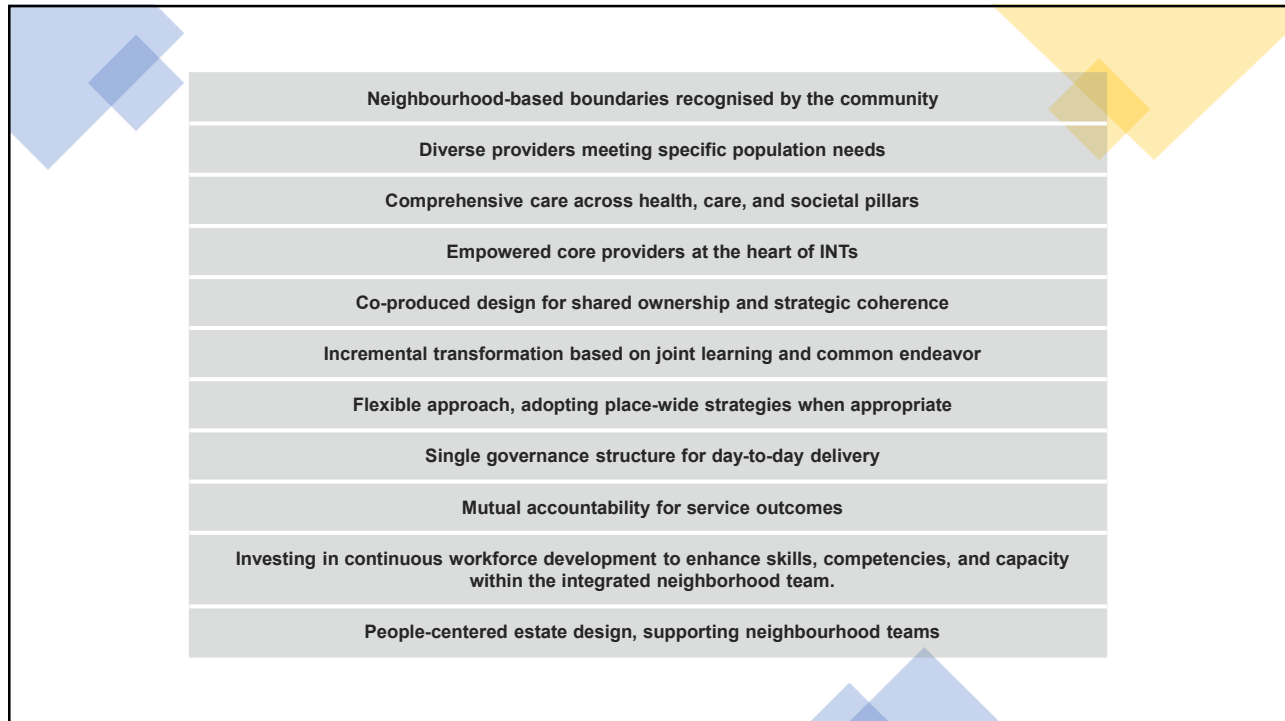 Neighbourhood-based boundaries recognised by the community
Diverse providers meeting specific population needs
Comprehensive care across health, care, and societal pillars
Empowered core providers at the heart of INTs
Co-produced design for shared ownership and strategic coherence
Incremental transformation based on joint learning and common endeavor
Flexible approach, adopting place-wide strategies when appropriate
Single governance structure for day-to-day delivery
Mutual accountability for service outcomes
Investing in continuous workforce development to enhance skills, competencies, and capacity
within the integrated neighborhood team.
People-centered estate design, supporting neighbourhood teams